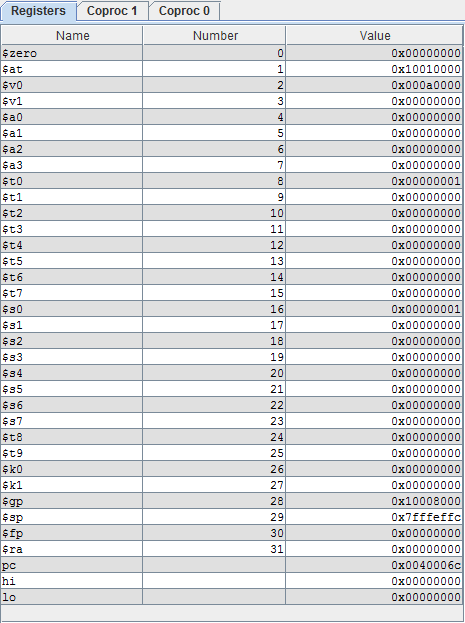 Registers Coproc 1 Coproc 0
Name Number Value
$zero 0 0x00000000
$at 1 0x10010000
$v0 2 0x000a0000
$v1 3 0x00000000
$a0 4 0x00000000
$a1 5 0x00000000
$a2 6 0x00000000
$a3 7 0x00000000
$t0 8 0x00000001
$t1 9 0x00000000
$t2 10 0x00000000
$t3 11 0x00000000
$t4 12 0x00000000
$t5 13 0x00000000
$t6 14 0x00000000
$t7 15 0x00000000
$s0 16 0x00000001
$s1 17 0x00000000
$s2 18 0x00000000
$s3 19 0x00000000
$s4 20 0x00000000
$s5 21 0x00000000
$s6 22 0x00000000
$s7 23 0x00000000
$t8 24 0x00000000
$t9 25 0x00000000
$k0 26 0x00000000
$k1 27 0x00000000
$gp 28 0x10008000
$sp 29 0x7fffeffc
$fp 30 0x00000000
$ra 31 0x00000000
pc 0x0040006c
hi 0x00000000
lo 0x00000000